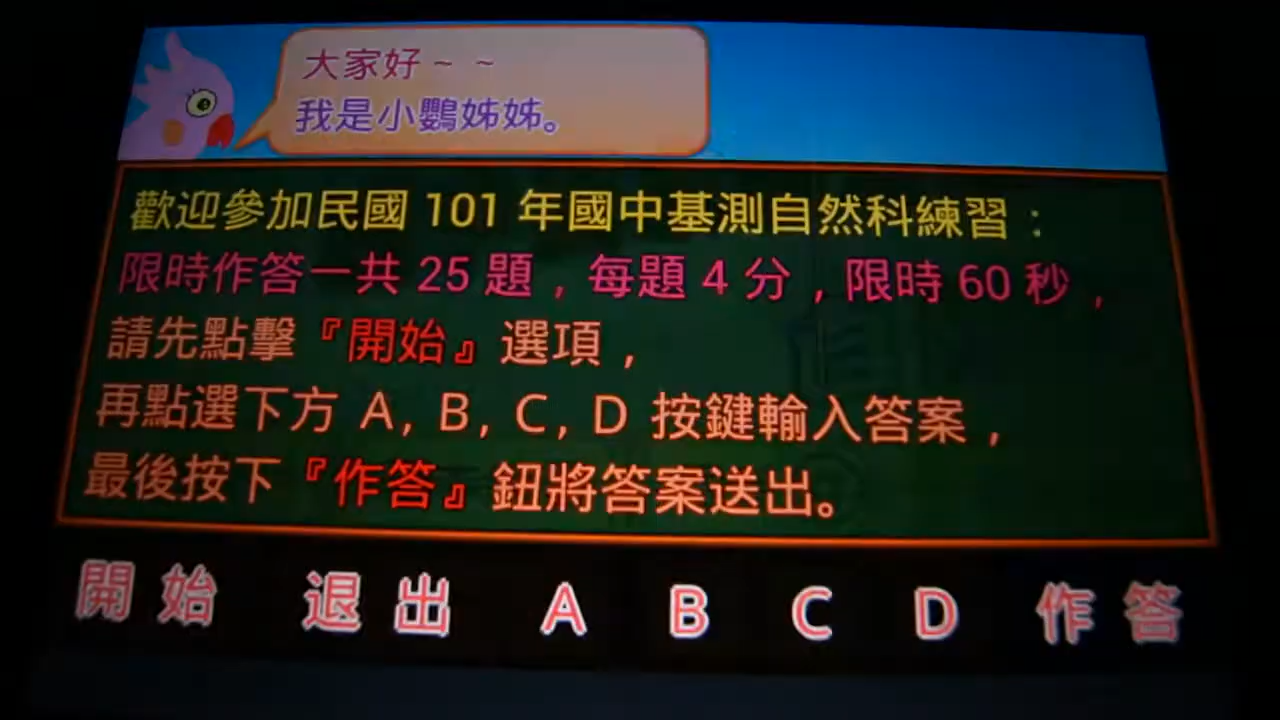 大家好~ ~
我是小鸚姊姊。
歡迎參加民國 101 年國中基測自然科練習：
限時作答一共 25 題，每題 4 分，限時 60 秒，
請先點擊『開始』選項，
再點選下方 A, B, C, D 按鍵輸入答案，
最後按下『作答』鈕將答案送出。
開始 退出 A B C D 作答